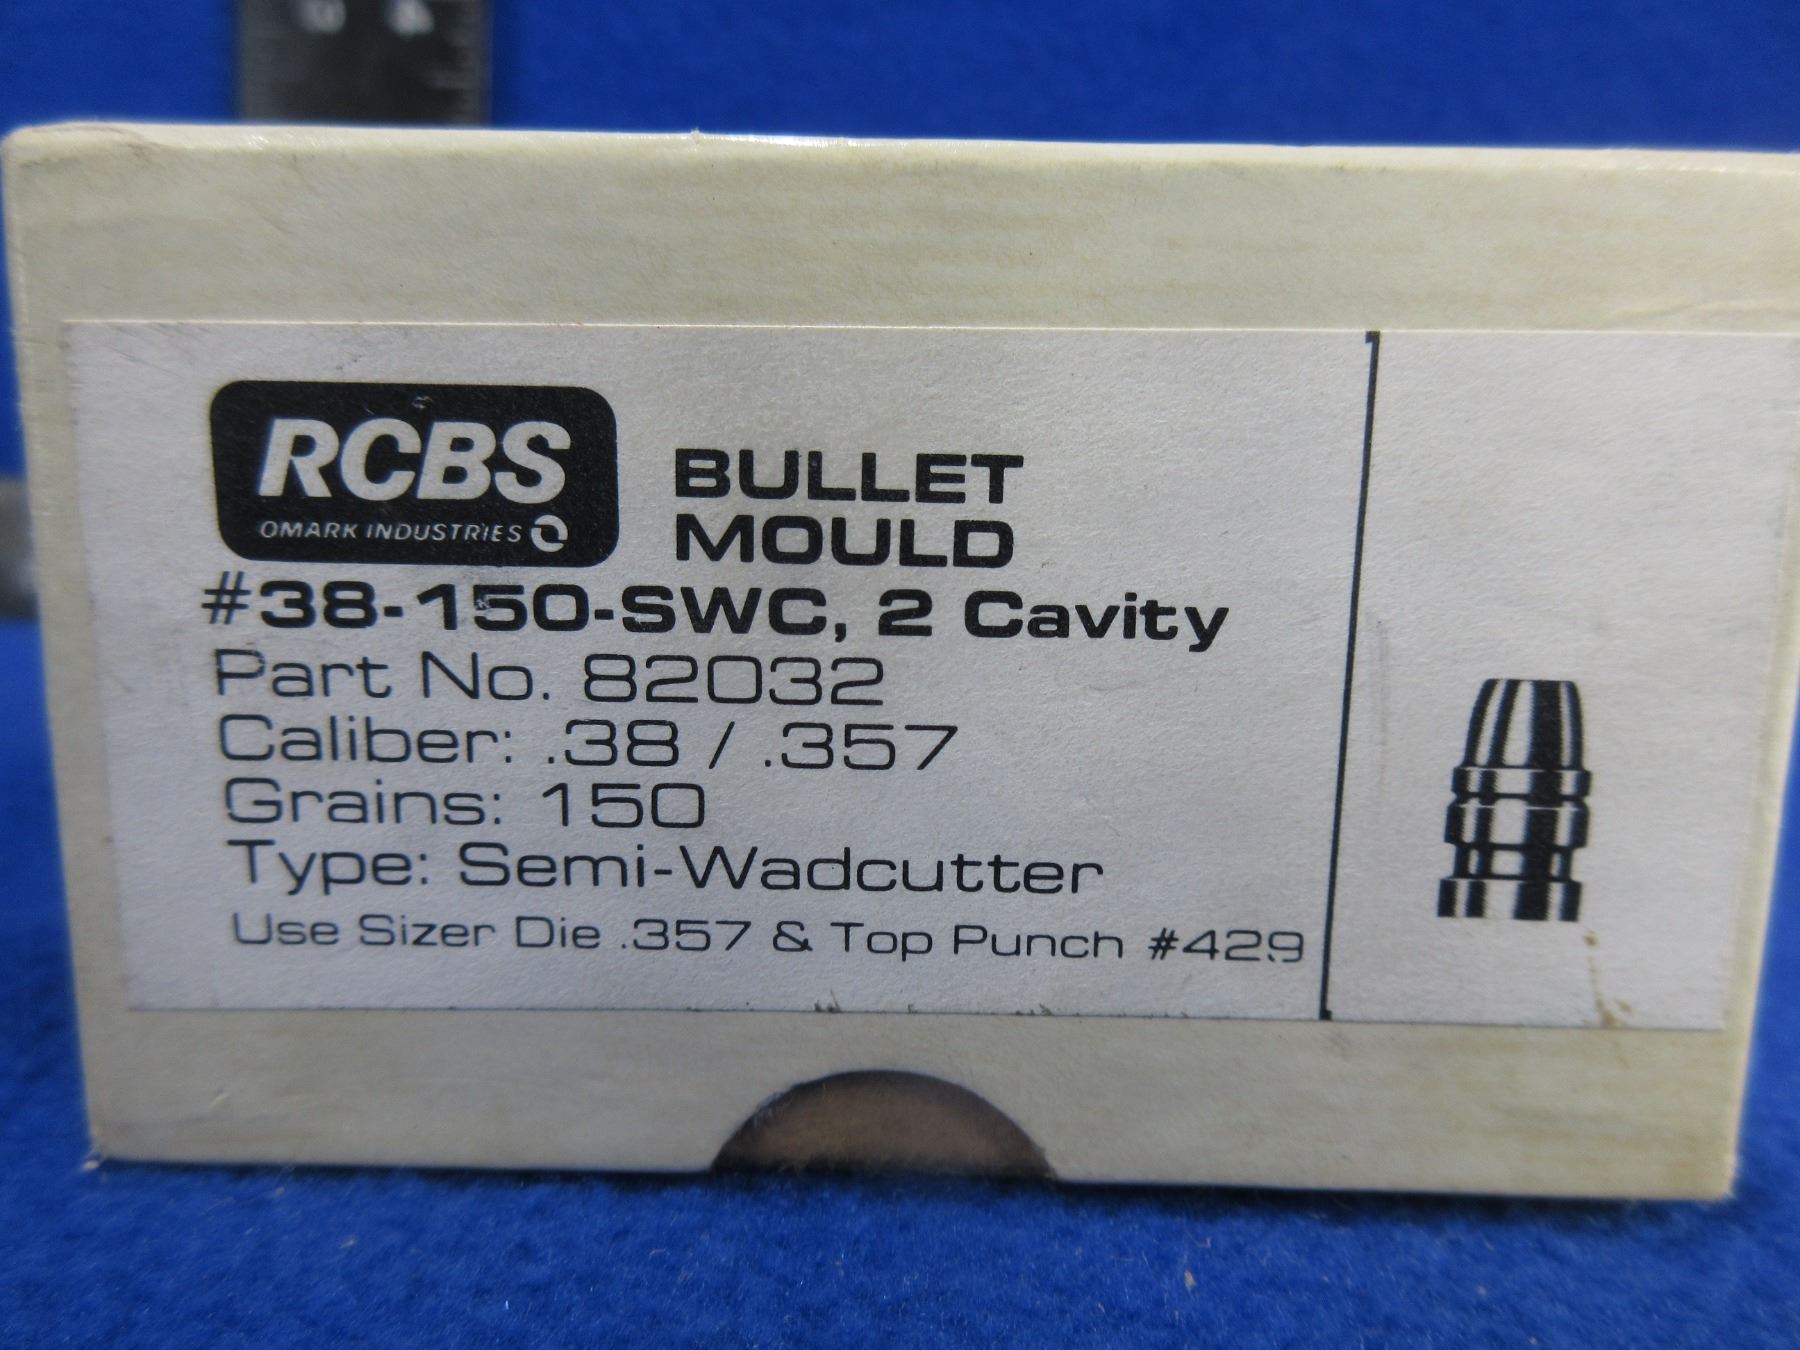 RCBS
OMARK INDUSTRIES
BULLET
MOULD
#38-150-SWC, 2 Cavity
Part No. 82032
Caliber: .38 / .357
Grains: 150
Type: Semi-Wadcutter
Use Sizer Die .357 & Top Punch #429